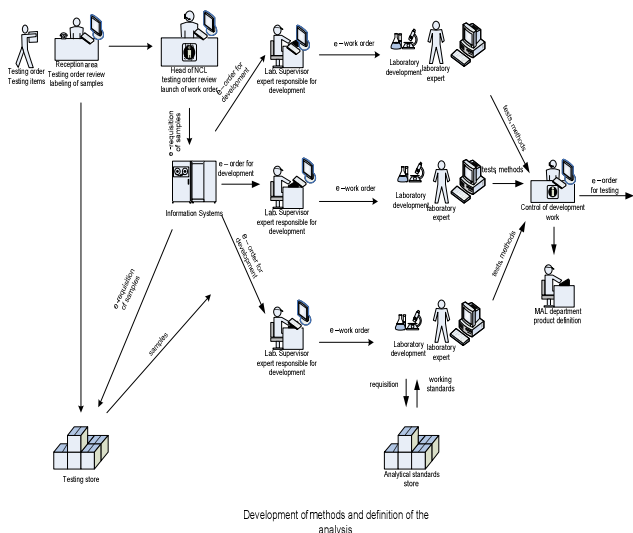 Testing order
Testing items
Reception area
Testing order review
labeling of samples
Head of NCL
testing order review
launch of work order
e-order for
development
Lab. Supervisor
expert responsible for
development
e-work order
Laboratory
development
laboratory
expert
tests, methods
e-requisition
of samples
Information Systems
e – order for
development
Lab. Supervisor
expert responsible for
development
e-work order
Laboratory
development
laboratory
expert
tests, methods
Control of development
work
e-order
for testing
MAL department
product definition
e-requisition
of samples
samples
e – order for
development
Lab. Supervisor
expert responsible for
development
e-work order
Laboratory
development
laboratory
expert
tests, methods
requisition
working
standards
Testing store
Analytical standards
store
Development of methods and definition of the
analysis